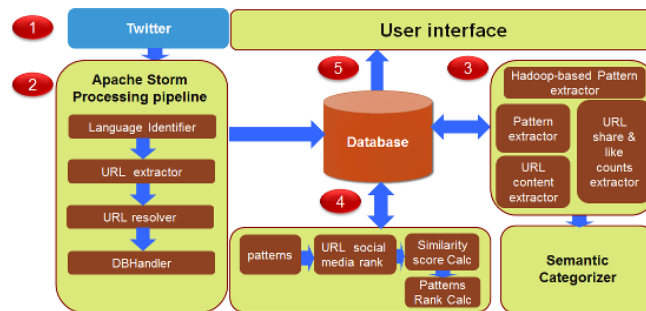 1
Twitter
User interface
2
Apache Storm
Processing pipeline
Language Identifier
URL extractor
URL resolver
DBHandler
5
Database
3
Hadoop-based Pattern
extractor
Pattern
extractor
URL
share &
like
counts
extractor
URL
content
extractor
4
patterns
URL social
media rank
Similarity
score Calc
Patterns
Rank Calc
Semantic
Categorizer